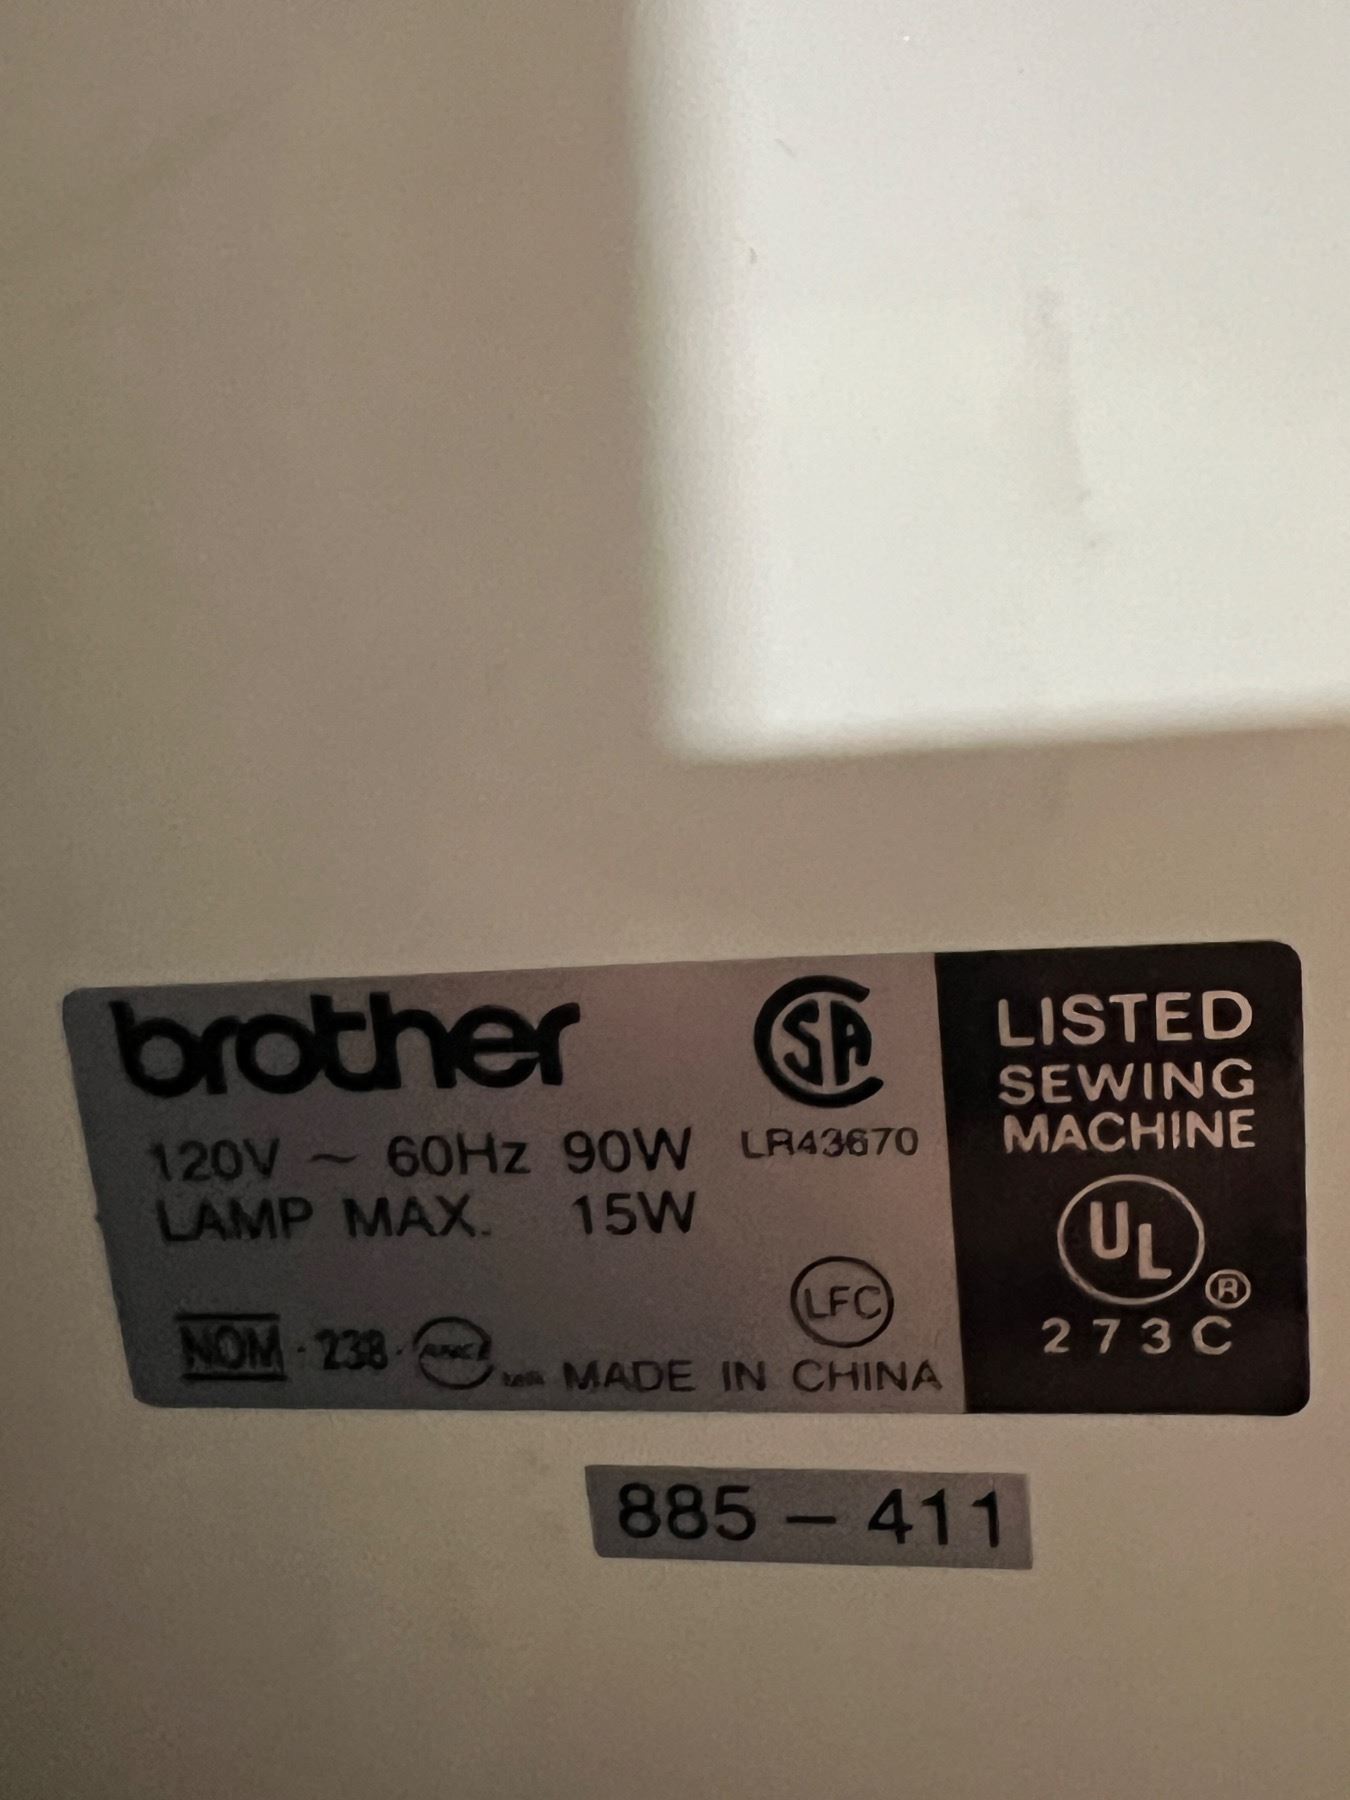 brother
SA
LISTED
SEWING
MACHINE
120V ~ 60Hz 90W
LR43670
LAMP MAX. 15W
UL®
273C
LFC
NOM · 238 ·
MADE IN CHINA
885 – 411